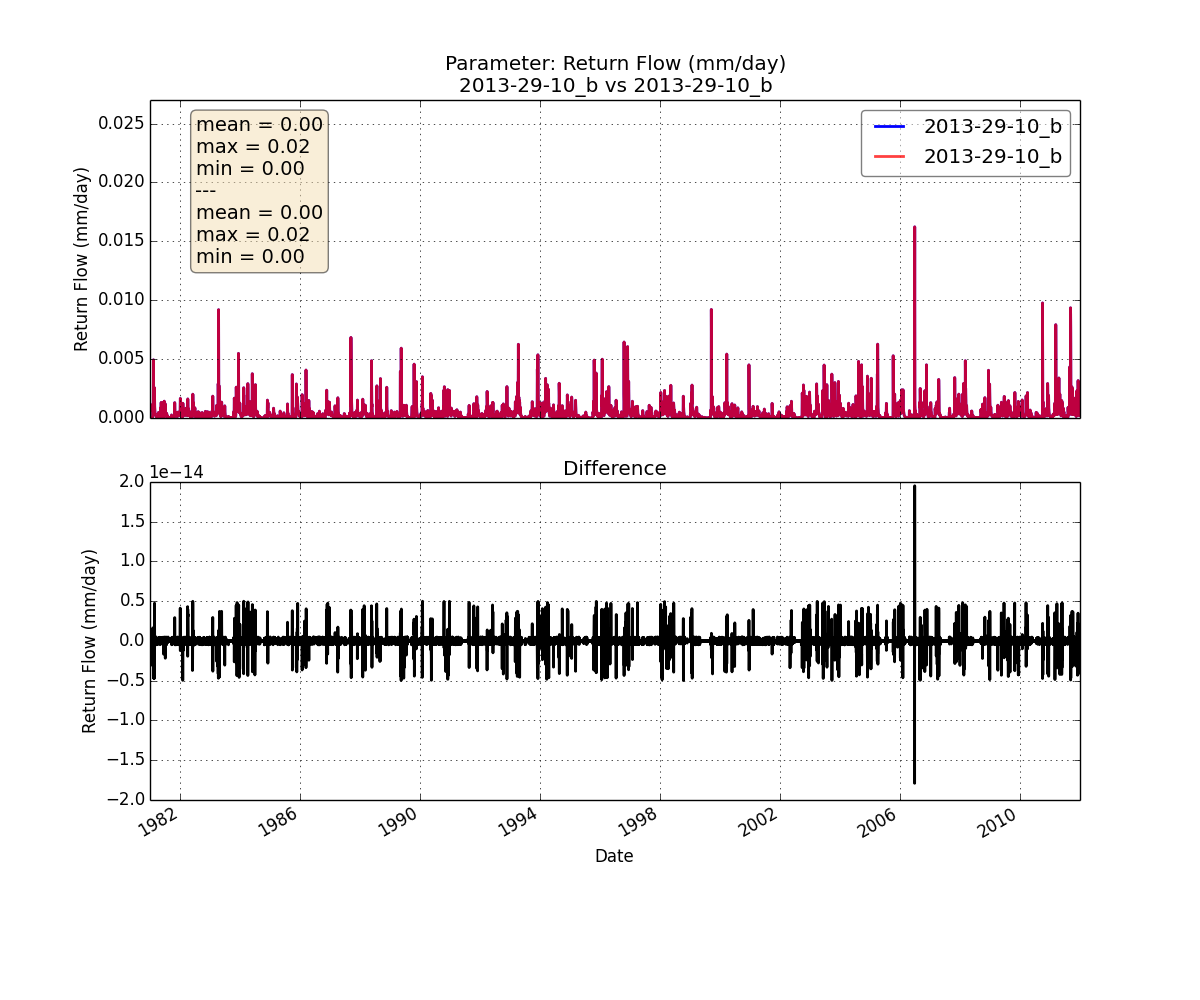 Parameter: Return Flow (mm/day)
2013-29-10_b vs 2013-29-10_b
Return Flow (mm/day)
0.025
0.020
0.015
0.010
0.005
0.000
mean = 0.00
max = 0.02
min = 0.00
---
mean = 0.00
max = 0.02
min = 0.00
2013-29-10_b
2013-29-10_b
Difference
1e−14
Return Flow (mm/day)
2.0
1.5
1.0
0.5
0.0
−0.5
−1.0
−1.5
−2.0
1982 1986 1990 1994 1998 2002 2006 2010
Date